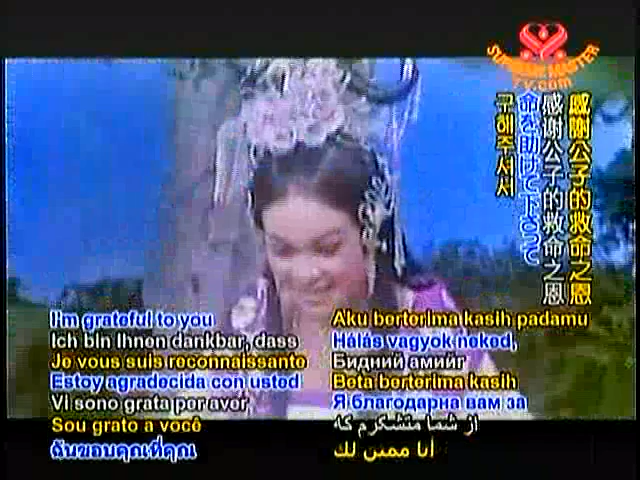 SUPREME MASTER
TV.com
感謝公子的救命之恩
感谢公子的救命之恩
命を助けて下さって
구해주셔서
I'm grateful to you
Ich bin Ihnen dankbar, dass
Je vous suis reconnaissante
Estoy agradecida con usted
Vi sono grata per aver
Sou grato a você
ฉันขอบคุณที่คุณ
Aku berterima kasih padamu
Hálás vagyok neked,
Бидний амийг
Beta berterima kasih
Я благодарна вам за
از شما متشکرم که
أنا ممتن لك